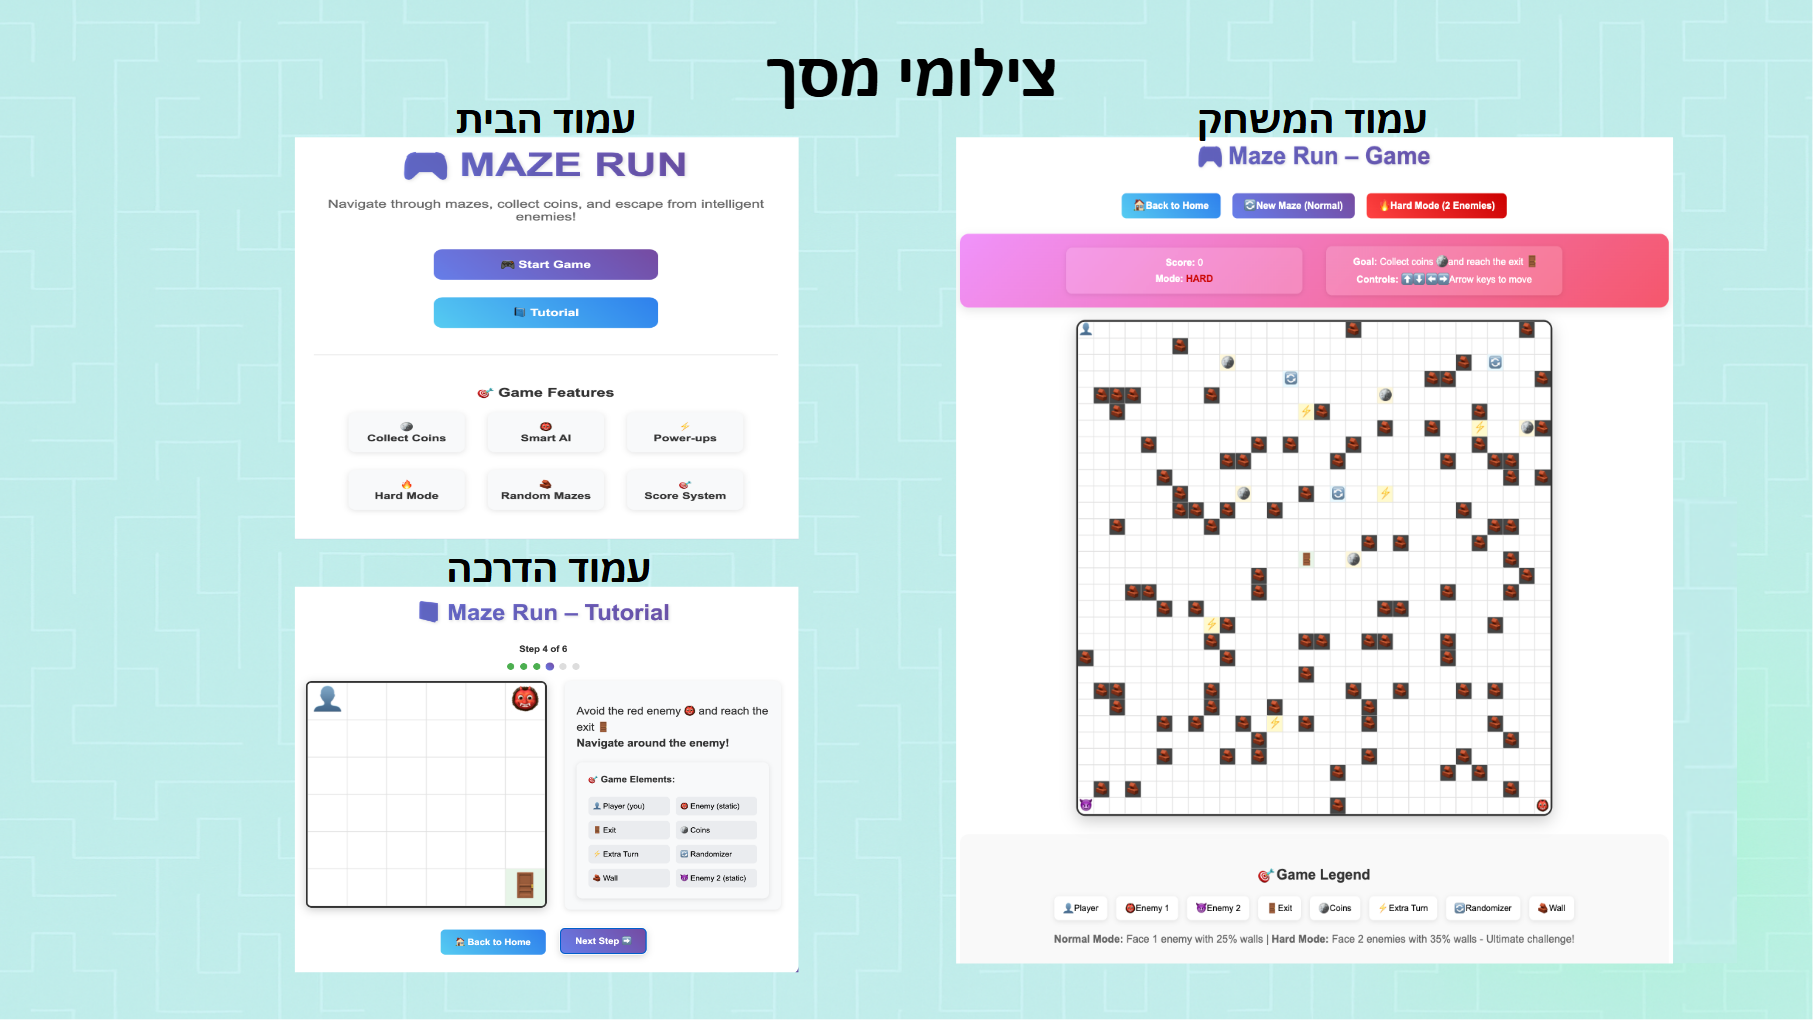 צילומי מסך
עמוד הבית
MAZE RUN
Navigate through mazes, collect coins, and escape from intelligent
enemies!
Start Game
Tutorial
Game Features
Collect Coins
Smart AI
Power-ups
Hard Mode
Random Mazes
Score System
עמוד הדרכה
Maze Run – Tutorial
Step 4 of 6
Avoid the red enemy and reach the
exit
Navigate around the enemy!
Game Elements:
Player (you)
Enemy (static)
Exit
Coins
Extra Turn
Randomizer
Wall
Enemy 2 (static)
Back to Home
Next Step
עמוד המשחק
Maze Run – Game
Back to Home
New Maze (Normal)
Hard Mode (2 Enemies)
Score: 0
Mode: HARD
Goal: Collect coins and reach the exit
Controls: Arrow keys to move
Game Legend
Player
Enemy 1
Enemy 2
Exit
Coins
Extra Turn
Randomizer
Wall
Normal Mode: Face 1 enemy with 25% walls | Hard Mode: Face 2 enemies with 35% walls - Ultimate challenge!